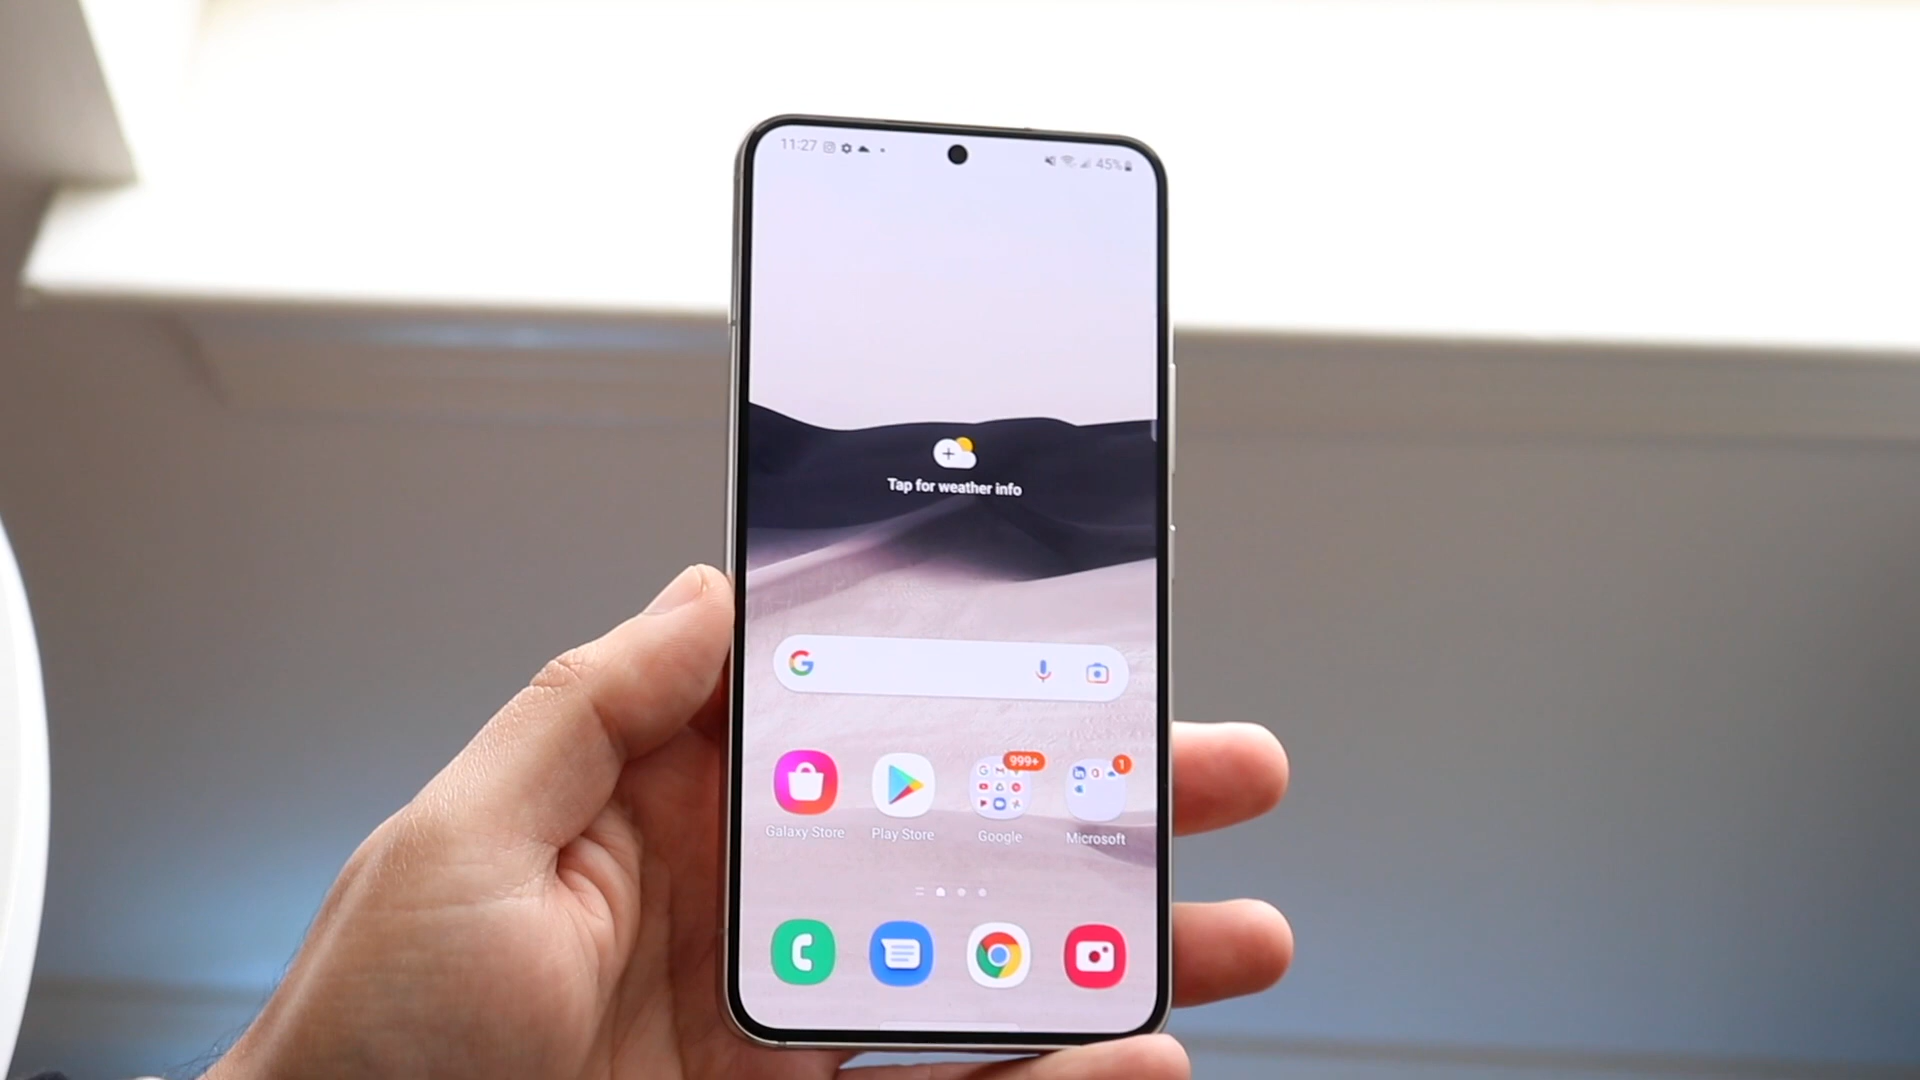 11:27
45%
Tap for weather info
999+
1
Galaxy Store
Play Store
Google
Microsoft